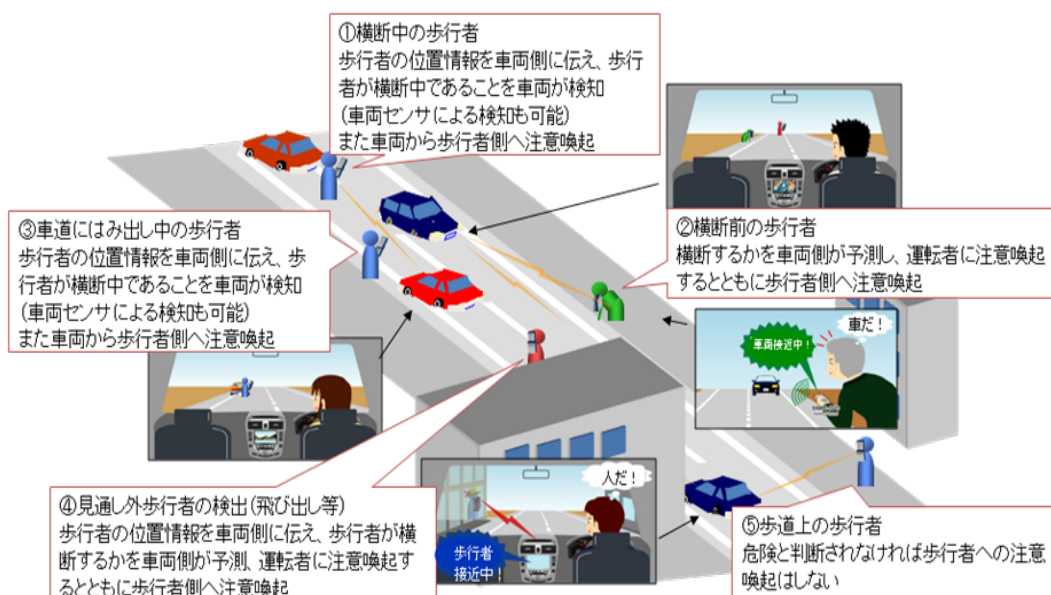 ①横断中の歩行者
歩行者の位置情報を車両側に伝え、歩行
者が横断中であることを車両が検知
(車両センサによる検知も可能)
また車両から歩行者側へ注意喚起
②横断前の歩行者
横断するかを車両側が予測し、運転者に注意喚起
するとともに歩行者側へ注意喚起
③車道にはみ出し中の歩行者
歩行者の位置情報を車両側に伝え、歩
行者が横断中であることを車両が検知
(車両センサによる検知も可能)
また車両から歩行者側へ注意喚起
車だ！
車両接近中！
④見通し外歩行者の検出(飛び出し等)
歩行者の位置情報を車両側に伝え、歩行者が横
断するかを車両側が予測、運転者に注意喚起す
るとともに歩行者側へ注意喚起
人だ！
歩行者
接近中！
⑤歩道上の歩行者
危険と判断されなければ歩行者への注意
喚起はしない